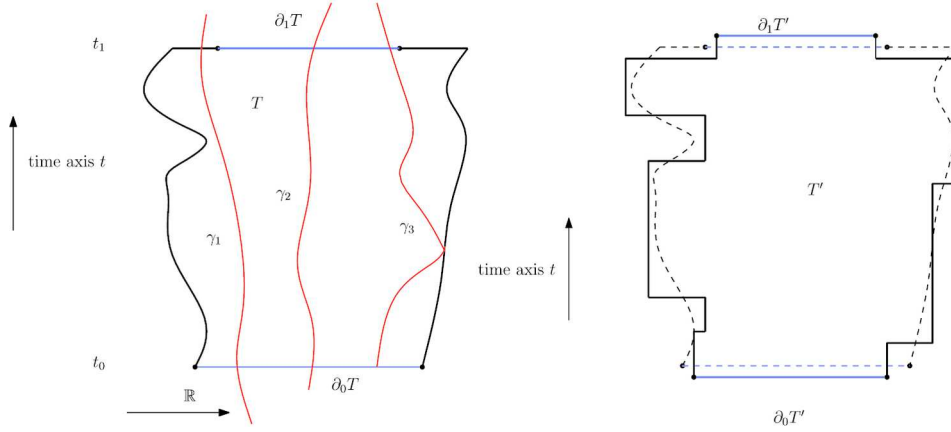 ∂₁T
t₁
T
time axis t
γ₂
γ₁
γ₃
t₀
∂₀T
ℝ
∂₁T′
T′
time axis t
∂₀T′